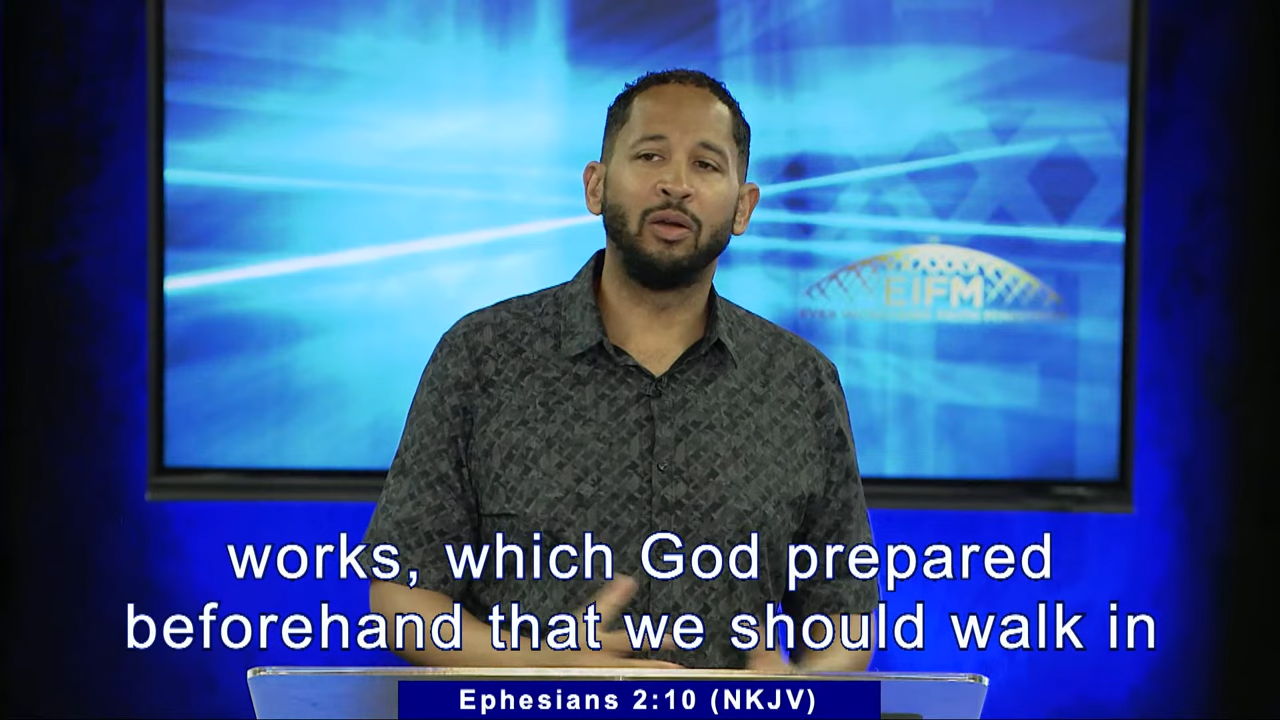 EIFM
works, which God prepared
beforehand that we should walk in
Ephesians 2:10 (NKJV)